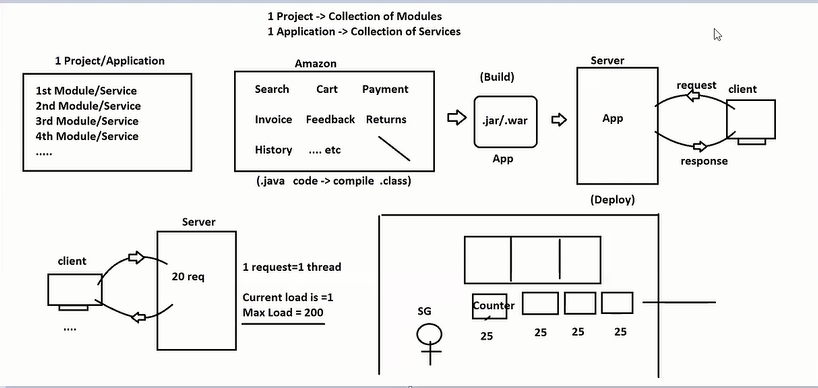 1 Project -> Collection of Modules
1 Application -> Collection of Services
1 Project/Application
1st Module/Service
2nd Module/Service
3rd Module/Service
4th Module/Service
.....
Amazon
Search Cart Payment
Invoice Feedback Returns
History .... etc
(.java code -> compile .class)
(Build)
.jar/.war
App
Server
App
(Deploy)
request
client
response
client
....
Server
20 req
1 request=1 thread
Current load is =1
Max Load = 200
SG
Counter
25
25
25
25